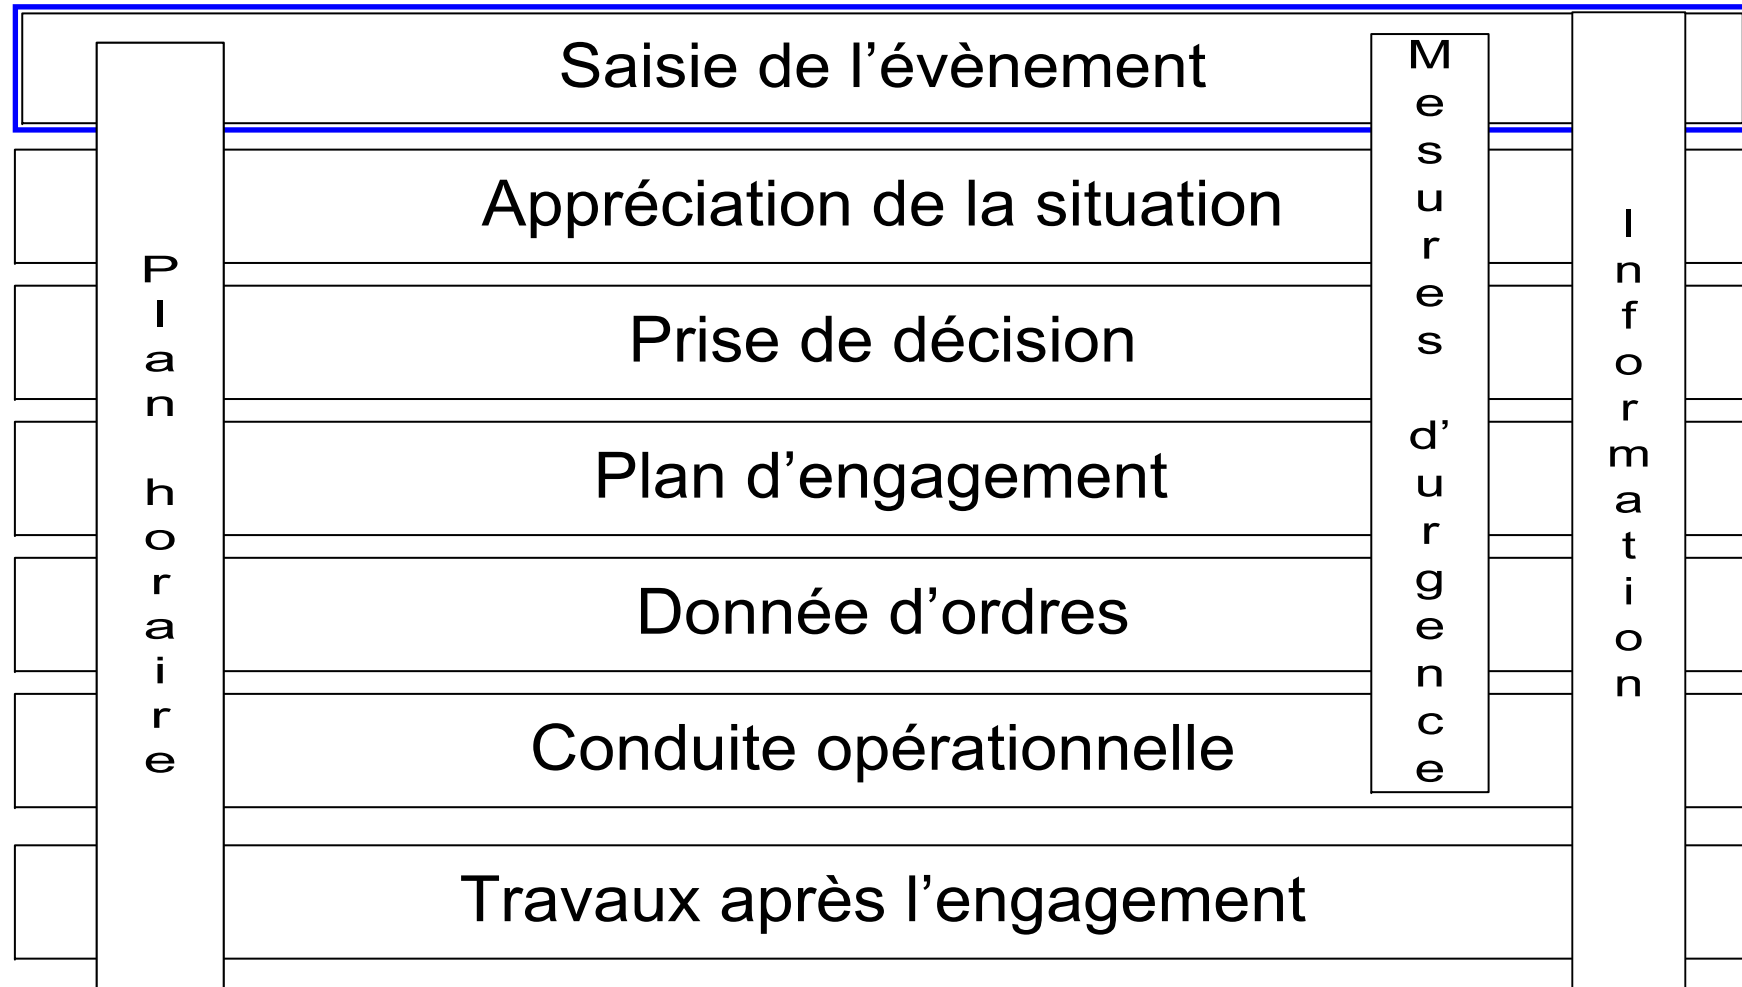 Saisie de l’évènement
Appréciation de la situation
Prise de décision
Plan d’engagement
Donnée d’ordres
Conduite opérationnelle
Travaux après l’engagement
Plan horaire
Mesures d’urgence
Information